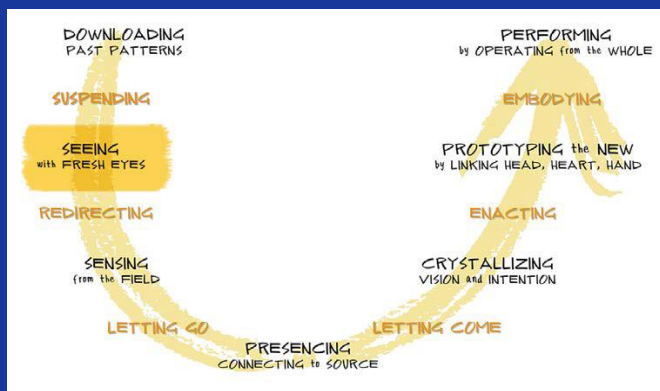 DOWNLOADING
PAST PATTERNS
SUSPENDING
SEEING
with FRESH EYES
REDIRECTING
SENSING
from the FIELD
LETTING GO
PRESENCING
CONNECTING to SOURCE
LETTING COME
CRYSTALLIZING
VISION and INTENTION
ENACTING
PROTOTYPING the NEW
by LINKING HEAD, HEART, HAND
EMBODYING
PERFORMING
by OPERATING from the WHOLE